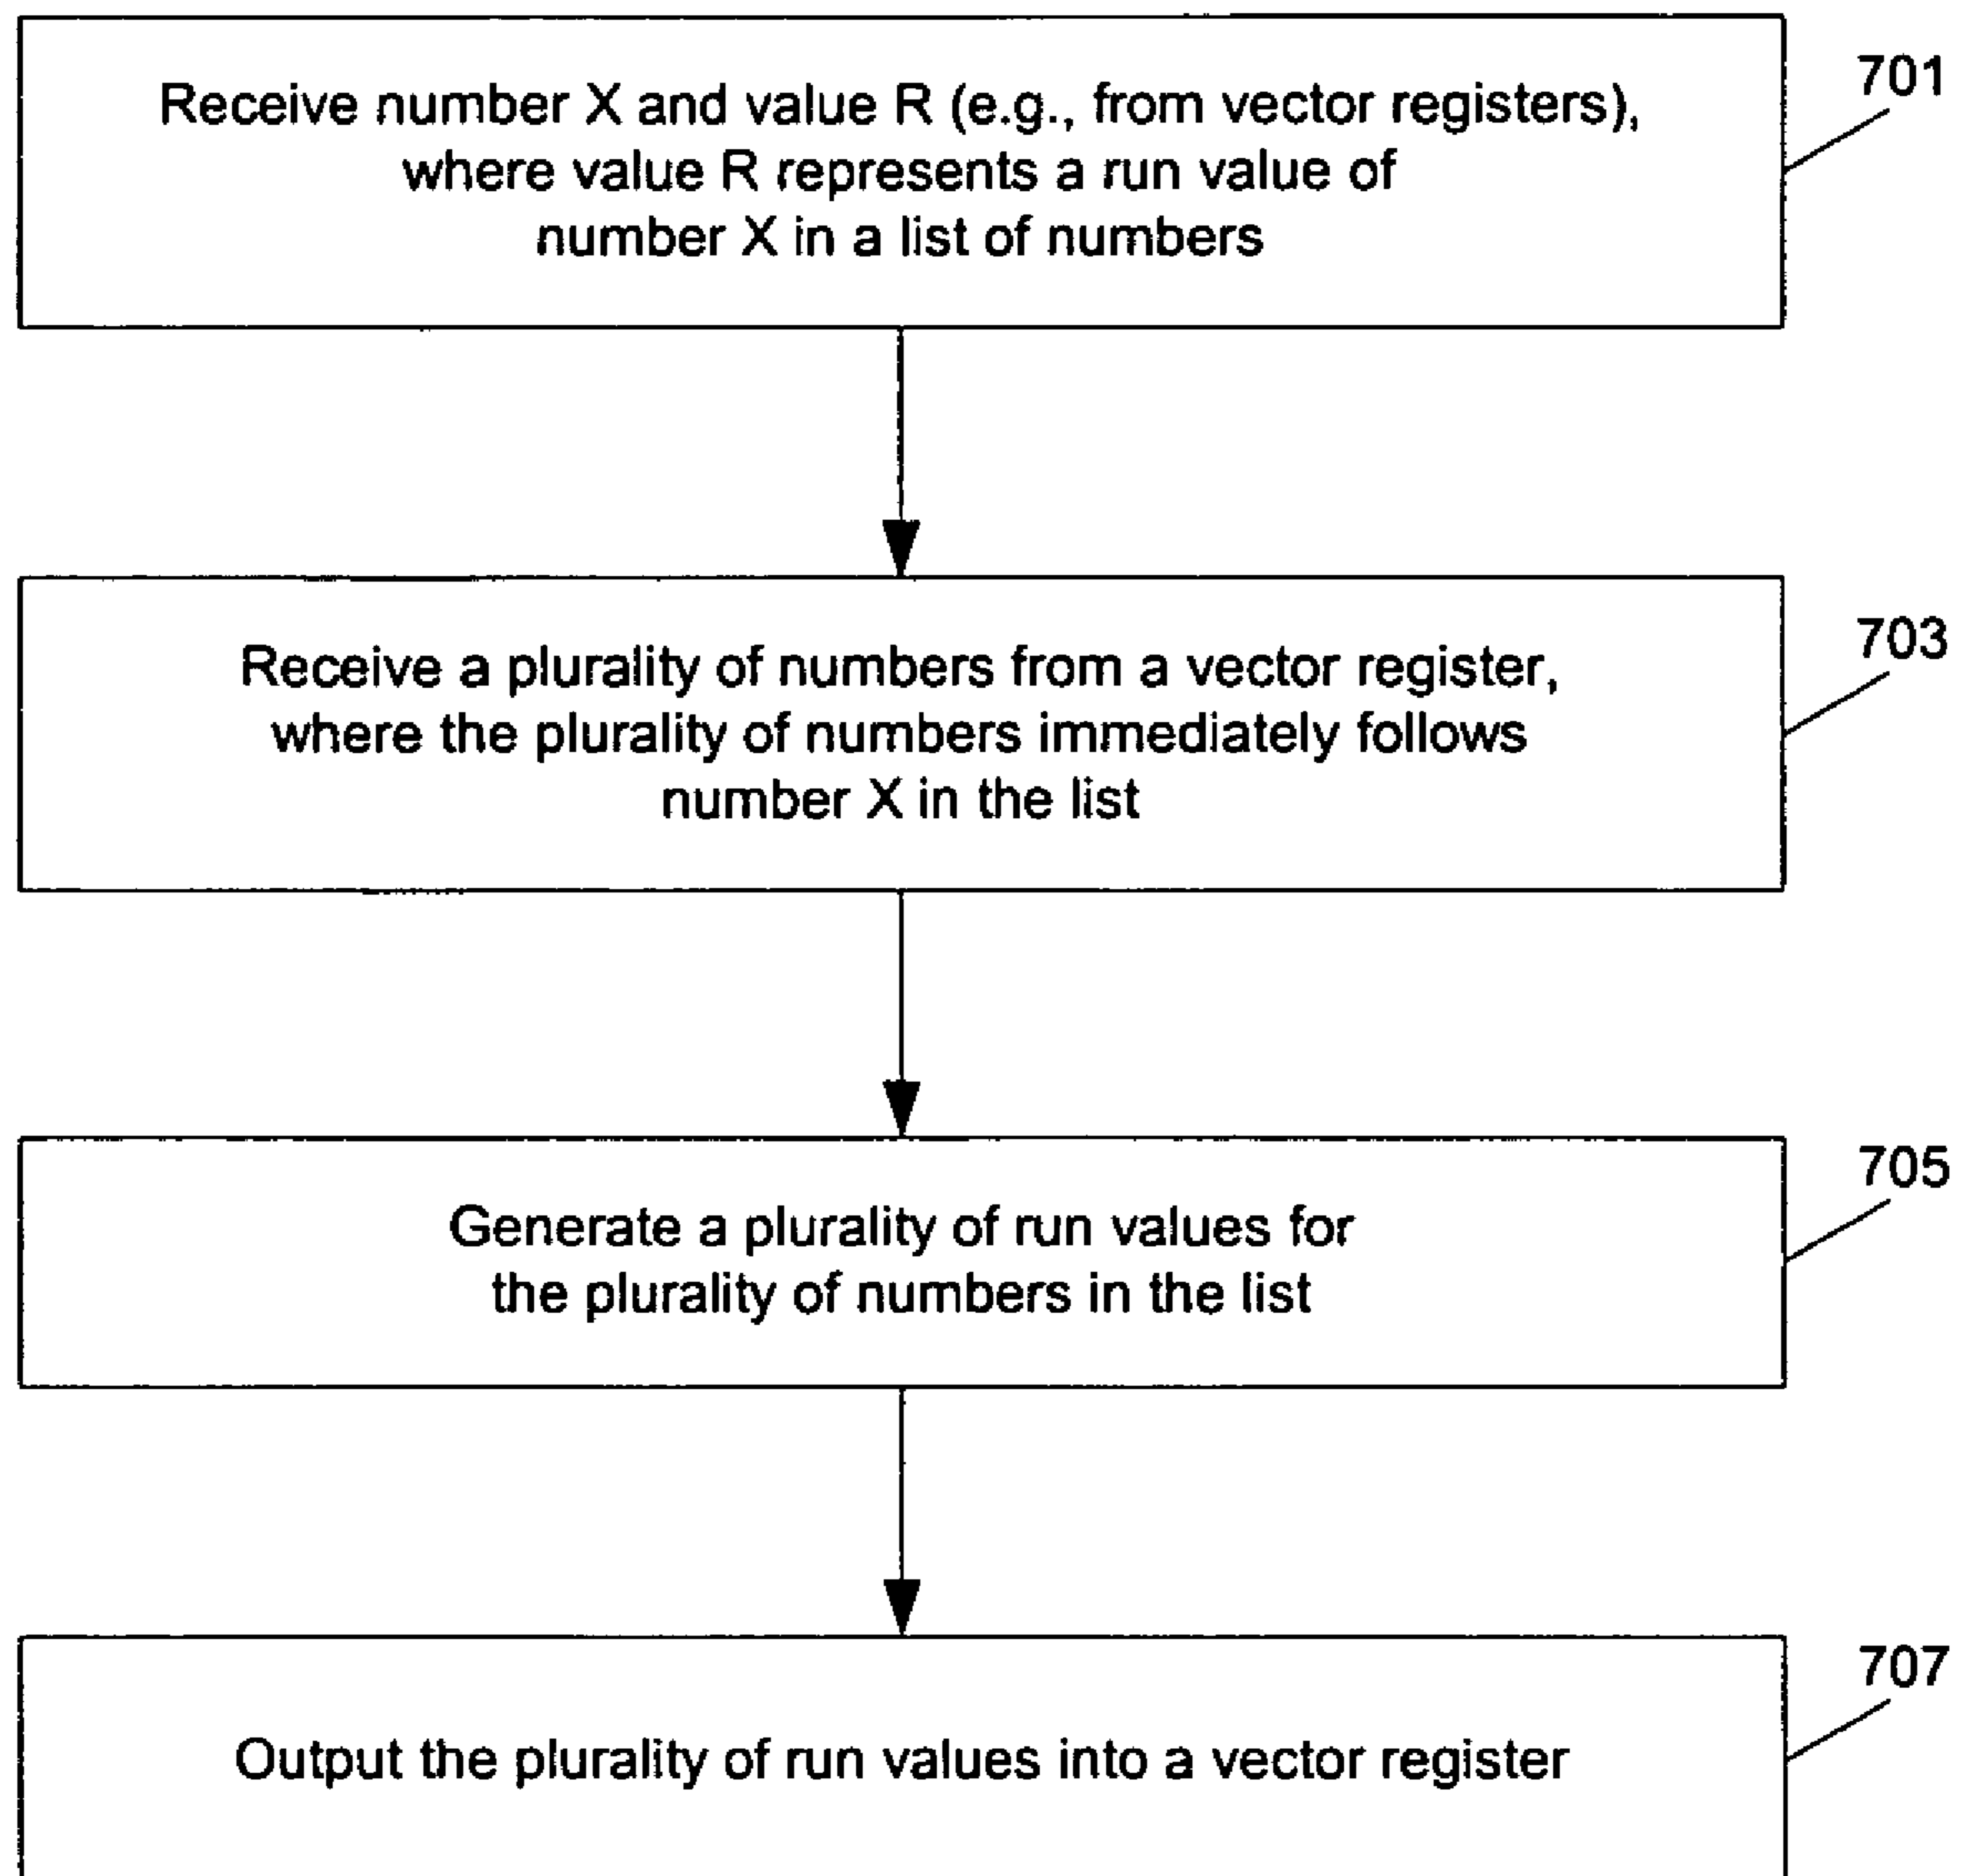 Receive number X and value R (e.g., from vector registers),
where value R represents a run value of
number X in a list of numbers
701
Receive a plurality of numbers from a vector register,
where the plurality of numbers immediately follows
number X in the list
703
Generate a plurality of run values for
the plurality of numbers in the list
705
Output the plurality of run values into a vector register
707